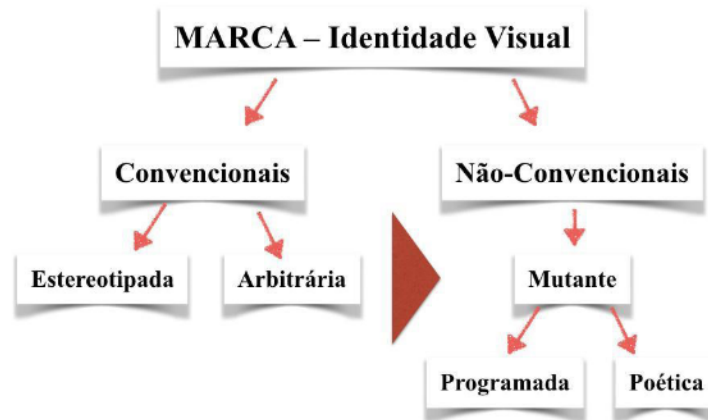 MARCA – Identidade Visual
Convencionais
Não-Convencionais
Estereotipada
Arbitrária
Mutante
Programada
Poética